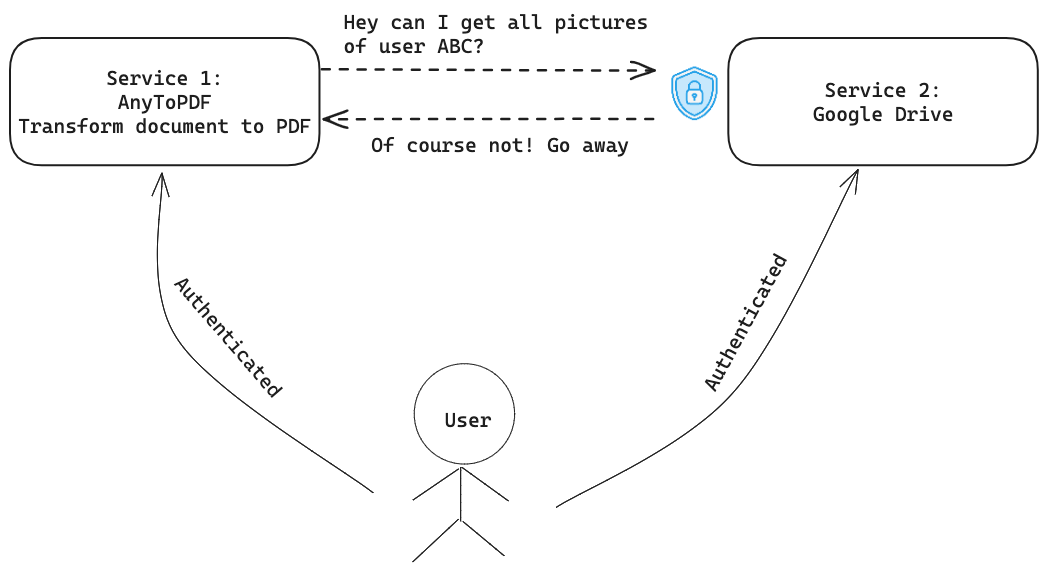 Hey can I get all pictures
of user ABC?
Service 1:
AnyToPDF
Transform document to PDF
Service 2:
Google Drive
Of course not! Go away
Authenticated
Authenticated
User